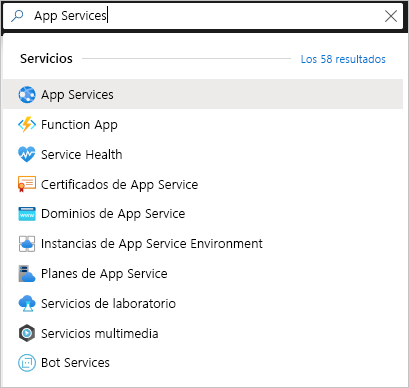 App Services
Servicios Los 58 resultados
App Services
Function App
Service Health
Certificados de App Service
Dominios de App Service
Instancias de App Service Environment
Planes de App Service
Servicios de laboratorio
Servicios multimedia
Bot Services